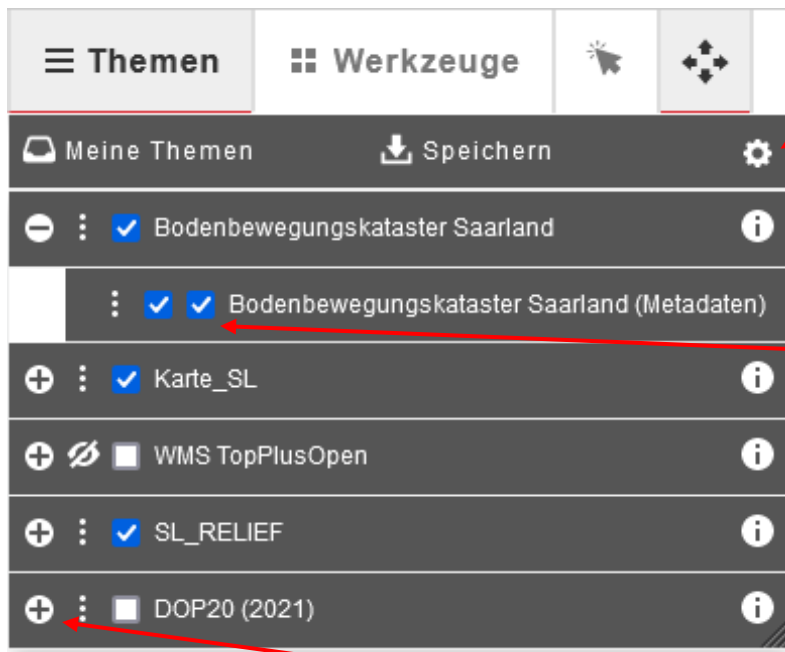 Themen Werkzeuge
Meine Themen Speichern
Bodenbewegungskataster Saarland
Bodenbewegungskataster Saarland (Metadaten)
Karte_SL
WMS TopPlusOpen
SL_RELIEF
DOP20 (2021)